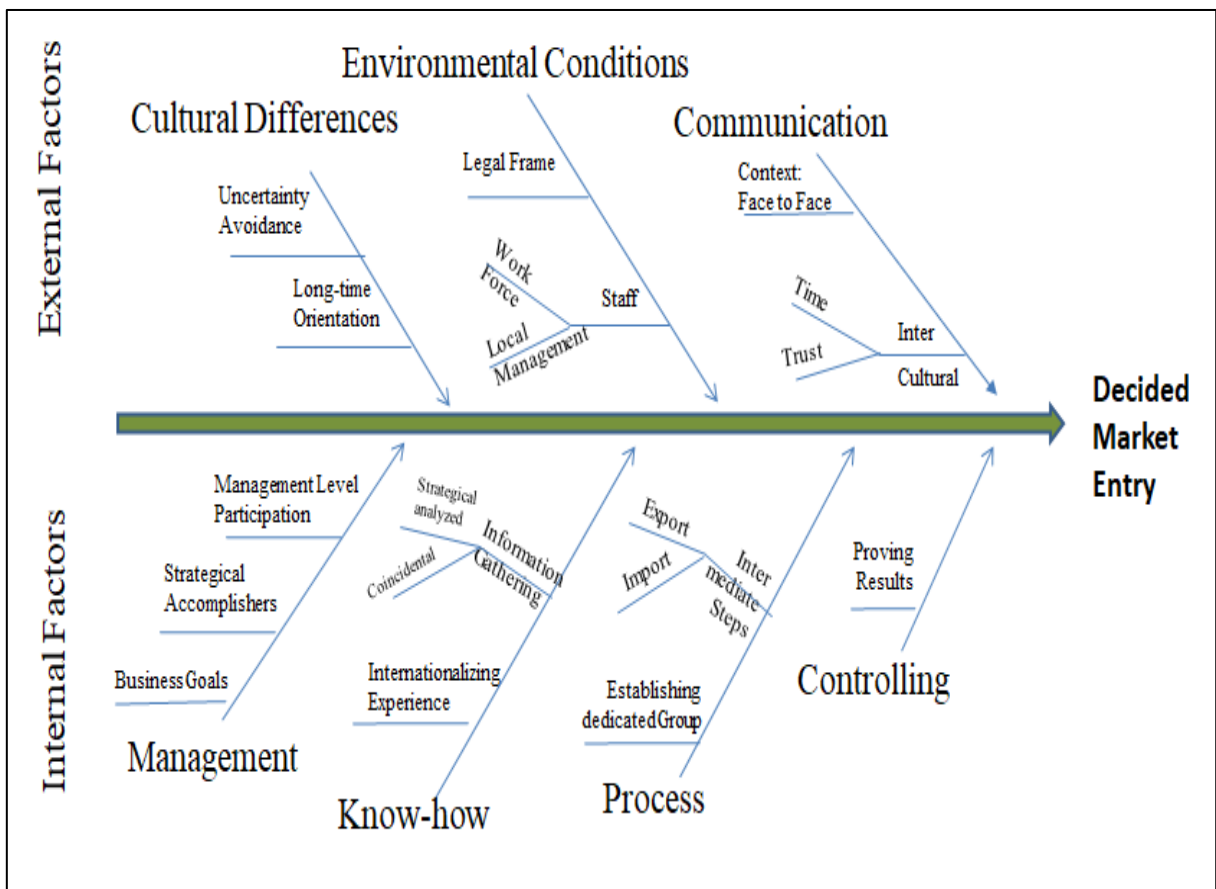 External Factors
Environmental Conditions
Cultural Differences
Communication
Uncertainty
Avoidance
Long-time
Orientation
Legal Frame
Work
Force
Local
Management
Staff
Context:
Face to Face
Time
Trust
Inter
Cultural
Decided
Market
Entry
Internal Factors
Management Level
Participation
Strategical
Accomplishers
Business Goals
Management
Strategical
analyzed
Coincidental
Information
Gathering
Internationalizing
Experience
Know-how
Export
Import
Inter
mediate
Steps
Establishing
dedicated Group
Process
Proving
Results
Controlling